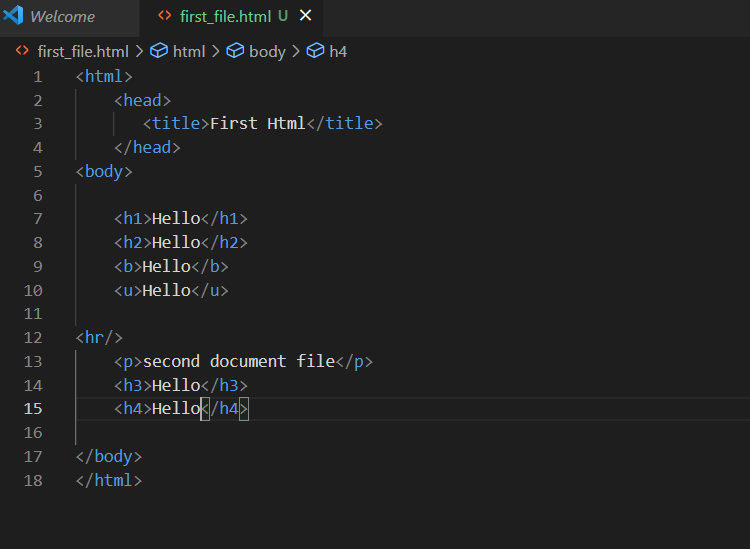 Welcome first_file.html U
first_file.html > html > body > h4
1 <html>
2 <head>
3 <title>First Html</title>
4 </head>
5 <body>
6
7 <h1>Hello</h1>
8 <h2>Hello</h2>
9 <b>Hello</b>
10 <u>Hello</u>
11
12 <hr/>
13 <p>second document file</p>
14 <h3>Hello</h3>
15 <h4>Hello</h4>
16
17 </body>
18 </html>